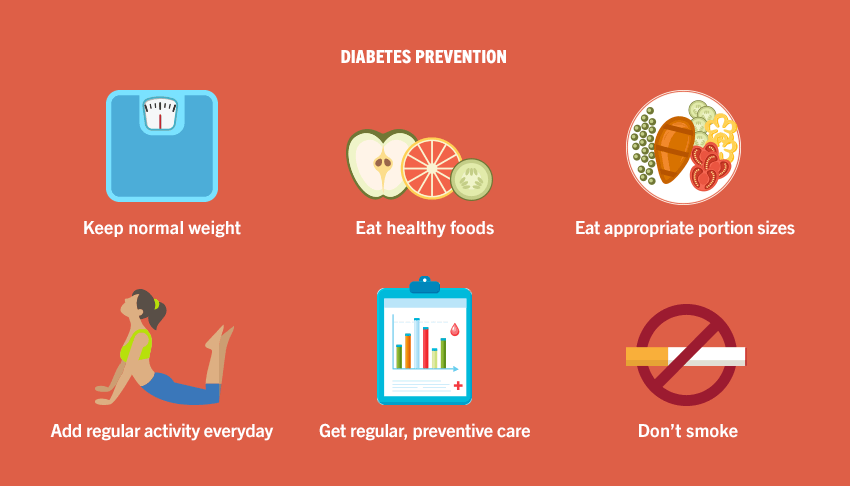 DIABETES PREVENTION
Keep normal weight
Eat healthy foods
Eat appropriate portion sizes
Add regular activity everyday
Get regular, preventive care
Don’t smoke